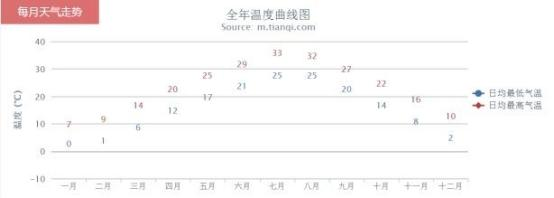 每月天气走势
全年温度曲线图
Source: m.tianqi.com
温度 (℃)
40
30
20
10
0
-10
7 9 14 20 25 29 33 32 27 22 16 10
0 1 6 12 17 21 25 25 20 14 8 2
一月 二月 三月 四月 五月 六月 七月 八月 九月 十月 十一月 十二月
日均最低气温
日均最高气温